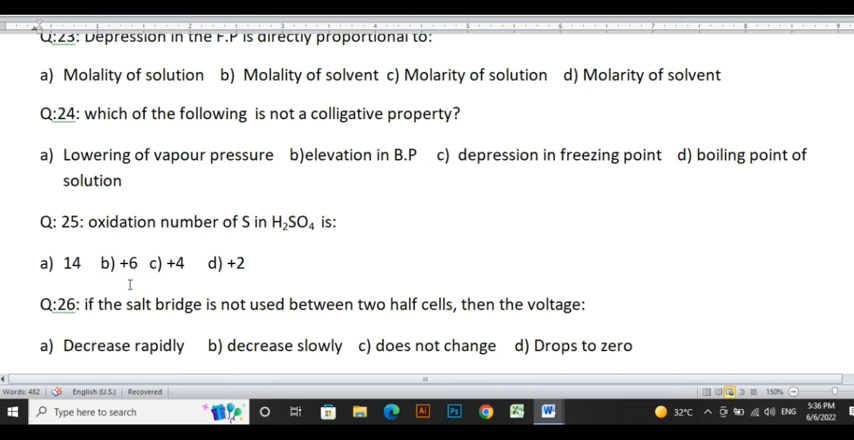 Q:23: Depression in the F.P is directly proportional to:
a) Molality of solution b) Molality of solvent c) Molarity of solution d) Molarity of solvent
Q:24: which of the following is not a colligative property?
a) Lowering of vapour pressure b)elevation in B.P c) depression in freezing point d) boiling point of
solution
Q: 25: oxidation number of S in H₂SO₄ is:
a) 14 b) +6 c) +4 d) +2
Q:26: if the salt bridge is not used between two half cells, then the voltage:
a) Decrease rapidly b) decrease slowly c) does not change d) Drops to zero
Words: 482 English (U.S.) Recovered 150%
Type here to search Ai Ps W 32°C ENG 5:36 PM
6/6/2022